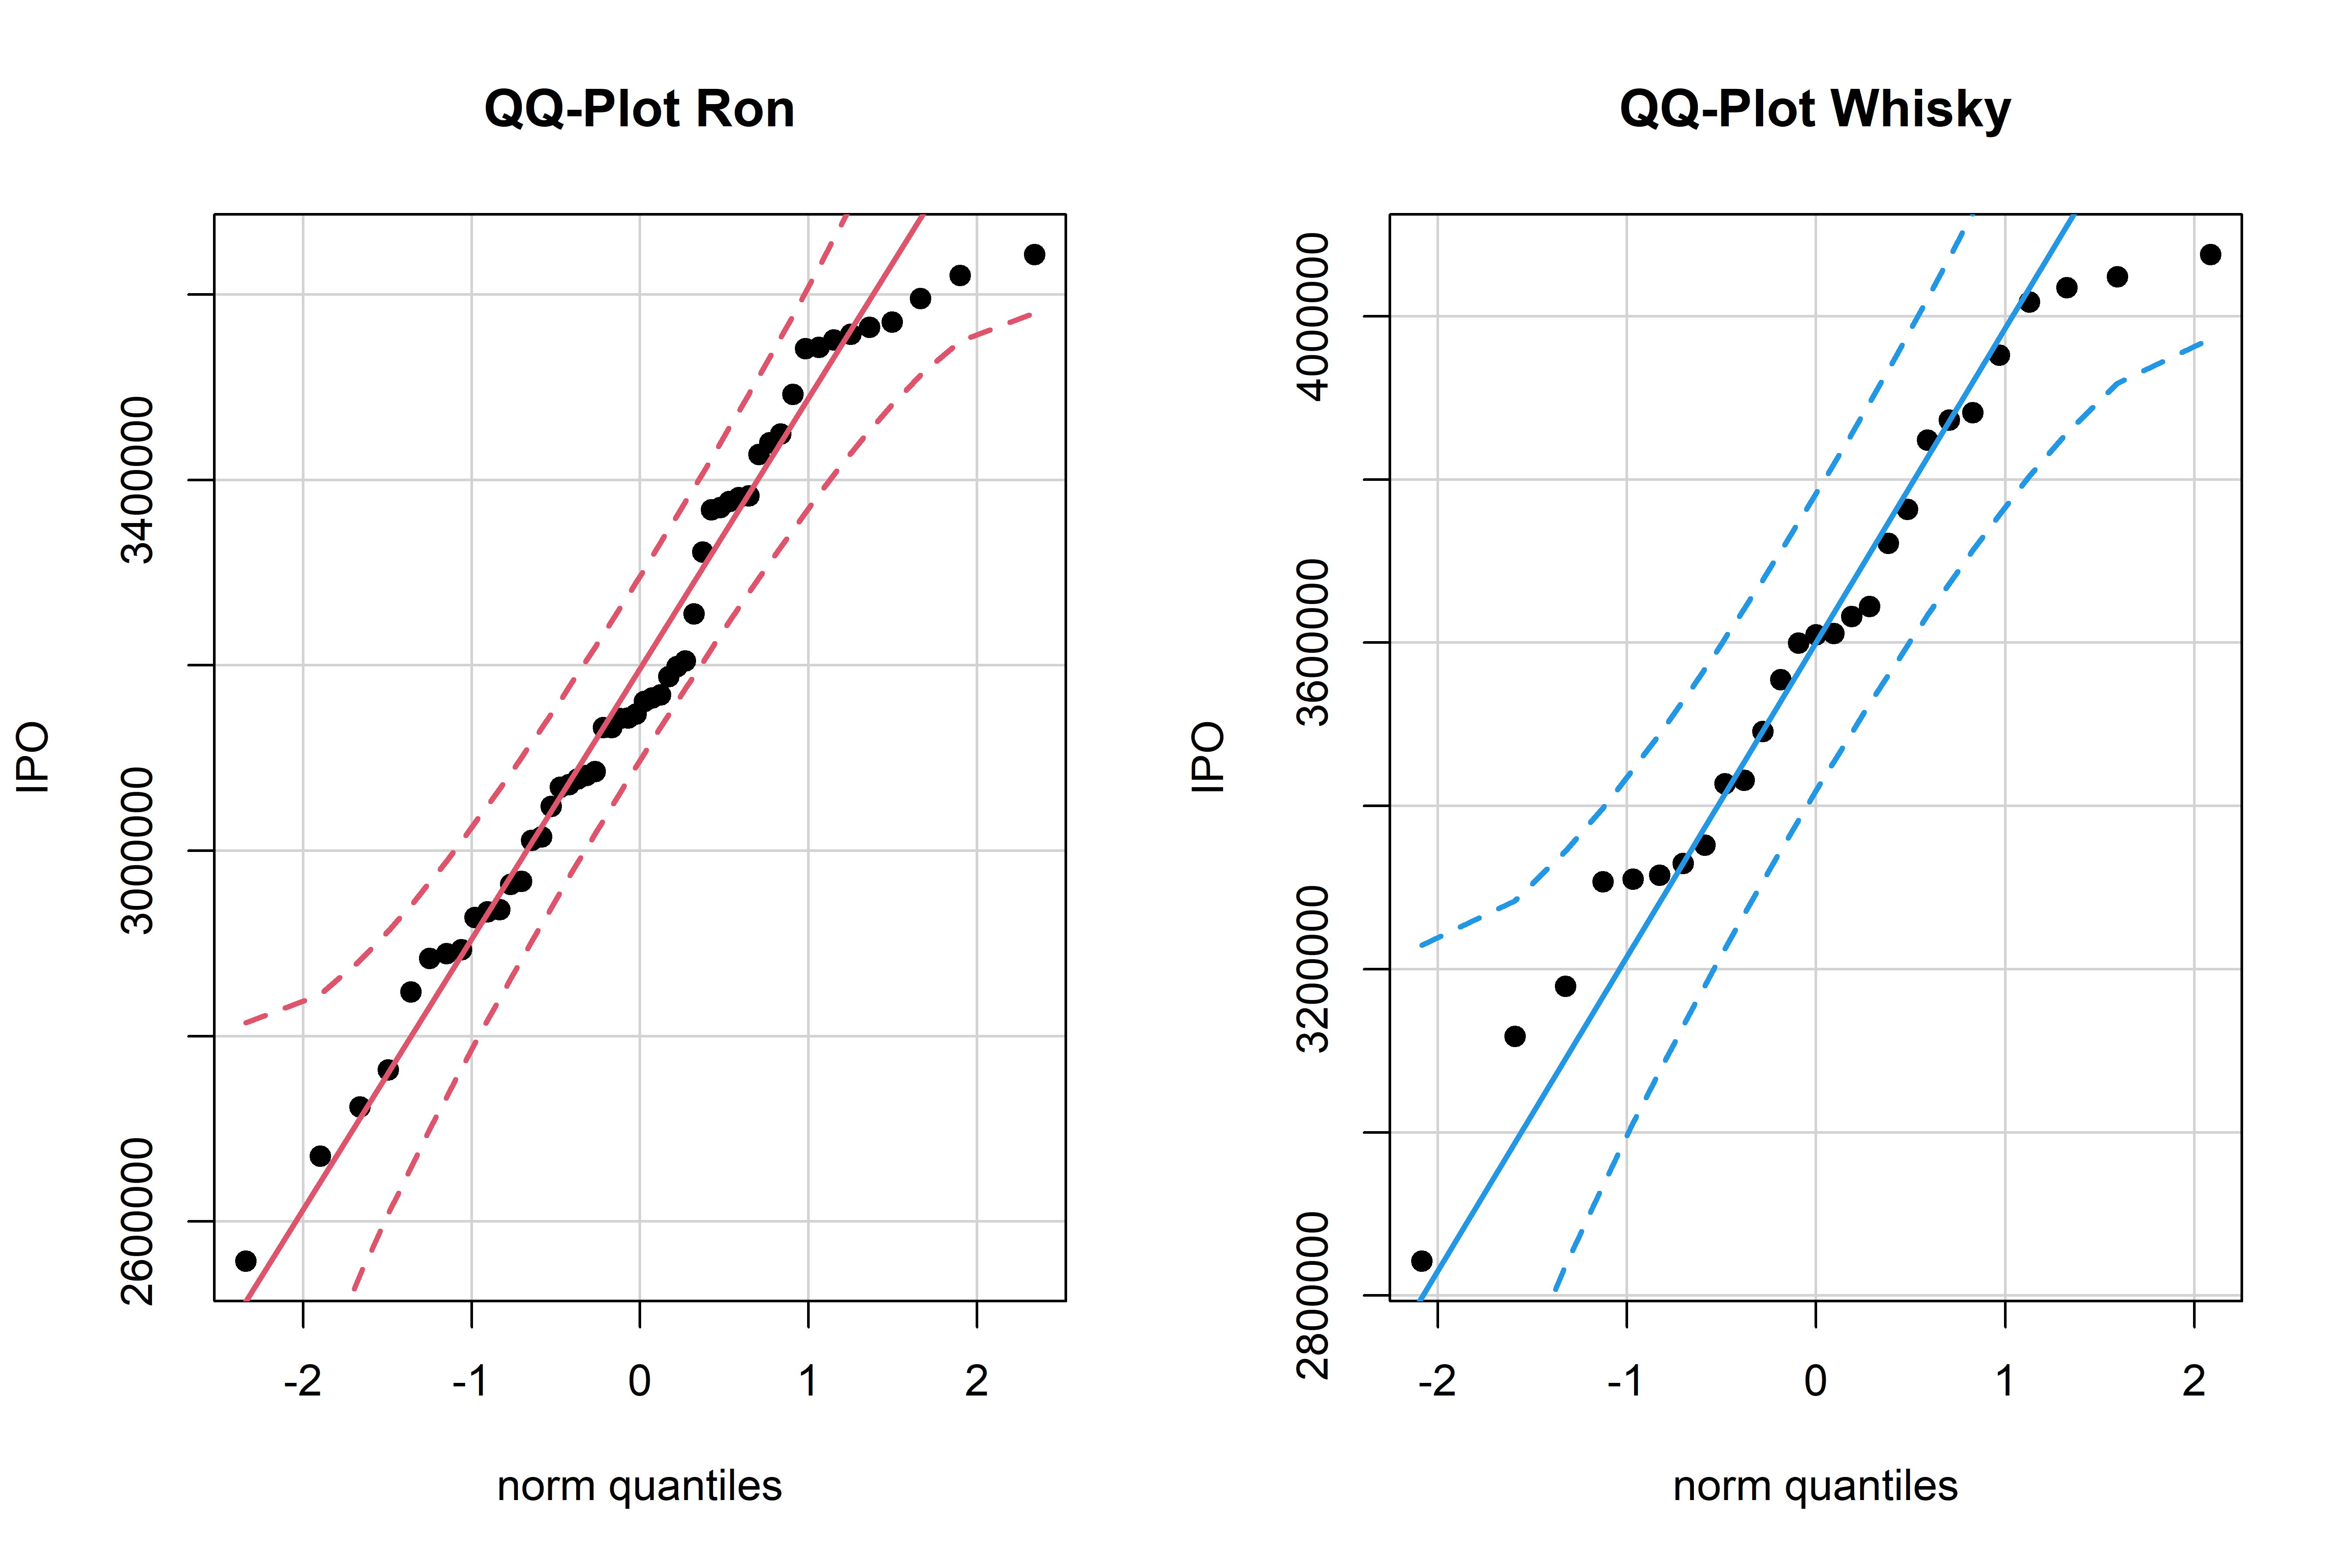 QQ-Plot Ron
IPO
3400000
3000000
2600000
-2 -1 0 1 2
norm quantiles
QQ-Plot Whisky
IPO
4000000
3600000
3200000
2800000
-2 -1 0 1 2
norm quantiles